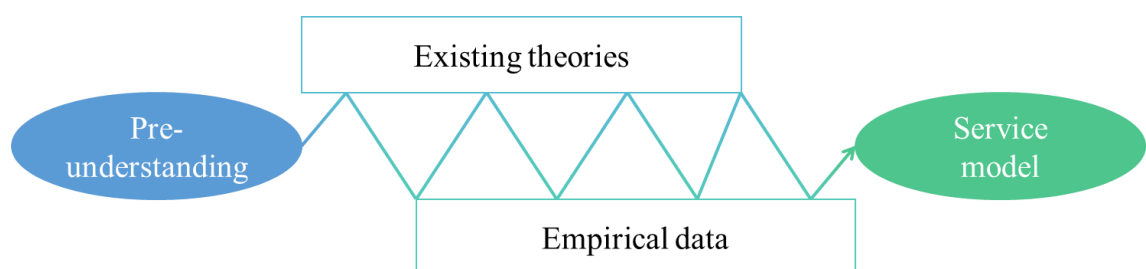 Existing theories
Pre-
understanding
Service
model
Empirical data